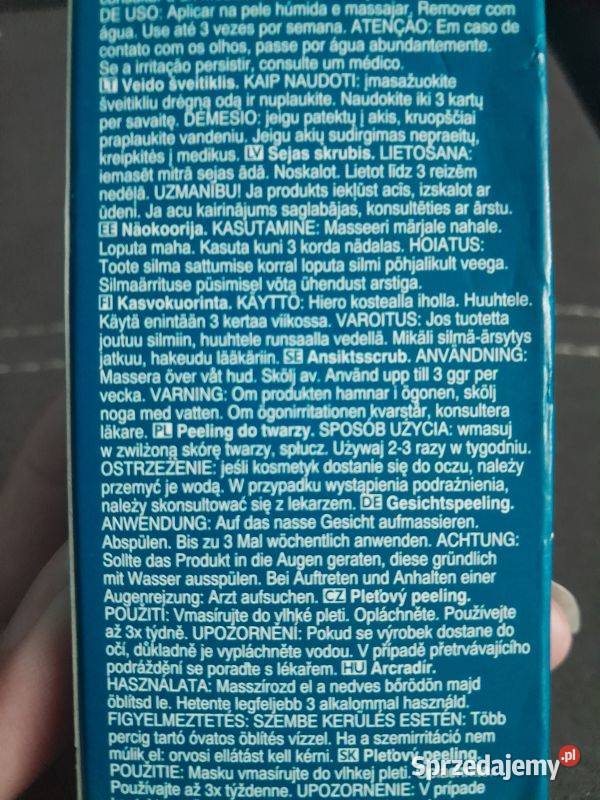 DE USO: Aplicar na pele húmida e massajar. Remover com
água. Use até 3 vezes por semana. ATENÇÃO: Em caso de
contato com os olhos, passe por água abundantemente.
Se a irritação persistir, consulte um médico.
LT Veido šveitiklis. KAIP NAUDOTI: įmasažuokite
šveitikliu drėgną odą ir nuplaukite. Naudokite iki 3 kartų
per savaitę. DĖMESIO: jeigu patektų į akis, kruopščiai
praplaukite vandeniu. Jeigu akių sudirgimas nepraeitų,
kreipkitės į medikus. LV Sejas skrubis. LIETOŠANA:
iemasēt mitrā sejas ādā. Noskalot. Lietot līdz 3 reizēm
nedēļā. UZMANĪBU! Ja produkts iekļūst acīs, izskalot ar
ūdeni. Ja acu kairinājums saglabājas, konsultēties ar ārstu.
EE Näokoorija. KASUTAMINE: Masseeri märjale nahale.
Loputa maha. Kasuta kuni 3 korda nädalas. HOIATUS:
Toote silma sattumise korral loputa silmi põhjalikult veega.
Silmaärrituse püsimisel võta ühendust arstiga.
FI Kasvokuorinta. KÄYTTÖ: Hiero kostealla iholla. Huuhtele.
Käytä enintään 3 kertaa viikossa. VAROITUS: Jos tuotetta
joutuu silmiin, huuhtele runsaalla vedellä. Mikäli silmä-ärsytys
jatkuu, hakeudu lääkäriin. SE Ansiktsscrub. ANVÄNDNING:
Massera över våt hud. Skölj av. Använd upp till 3 ggr per
vecka. VARNING: Om produkten hamnar i ögonen, skölj
noga med vatten. Om ögonirritationen kvarstår, konsultera
läkare. PL Peeling do twarzy. SPOSÓB UŻYCIA: wmasuj
w zwilżoną skórę twarzy, spłucz. Używaj 2-3 razy w tygodniu.
OSTRZEŻENIE: jeśli kosmetyk dostanie się do oczu, należy
przemyć je wodą. W przypadku wystąpienia podrażnienia,
należy skonsultować się z lekarzem. DE Gesichtspeeling.
ANWENDUNG: Auf das nasse Gesicht aufmassieren.
Abspülen. Bis zu 3 Mal wöchentlich anwenden. ACHTUNG:
Sollte das Produkt in die Augen geraten, diese gründlich
mit Wasser ausspülen. Bei Auftreten und Anhalten einer
Augenreizung: Arzt aufsuchen. CZ Pleťový peeling.
POUŽITÍ: Vmasírujte do vlhké pleti. Opláchněte. Používejte
až 3x týdně. UPOZORNĚNÍ: Pokud se výrobek dostane do
očí, důkladně je vypláchněte vodou. V případě přetrvávajícího
podráždění se poraďte s lékařem. HU Arcradír.
HASZNÁLATA: Masszírozd el a nedves bőrödön majd
öblítsd le. Hetente legfeljebb 3 alkalommal használd.
FIGYELMEZTETÉS: SZEMBE KERÜLÉS ESETÉN: Több
percig tartó óvatos öblítés vízzel. Ha a szemirritáció nem
múlik el: orvosi ellátást kell kérni. SK Pleťový peeling.
POUŽITIE: Masku vmasírujte do vlhkej pleti.
Používajte až 3x týždenne. UPOZORNENIE: V prípade
Sprzedajemy.pl